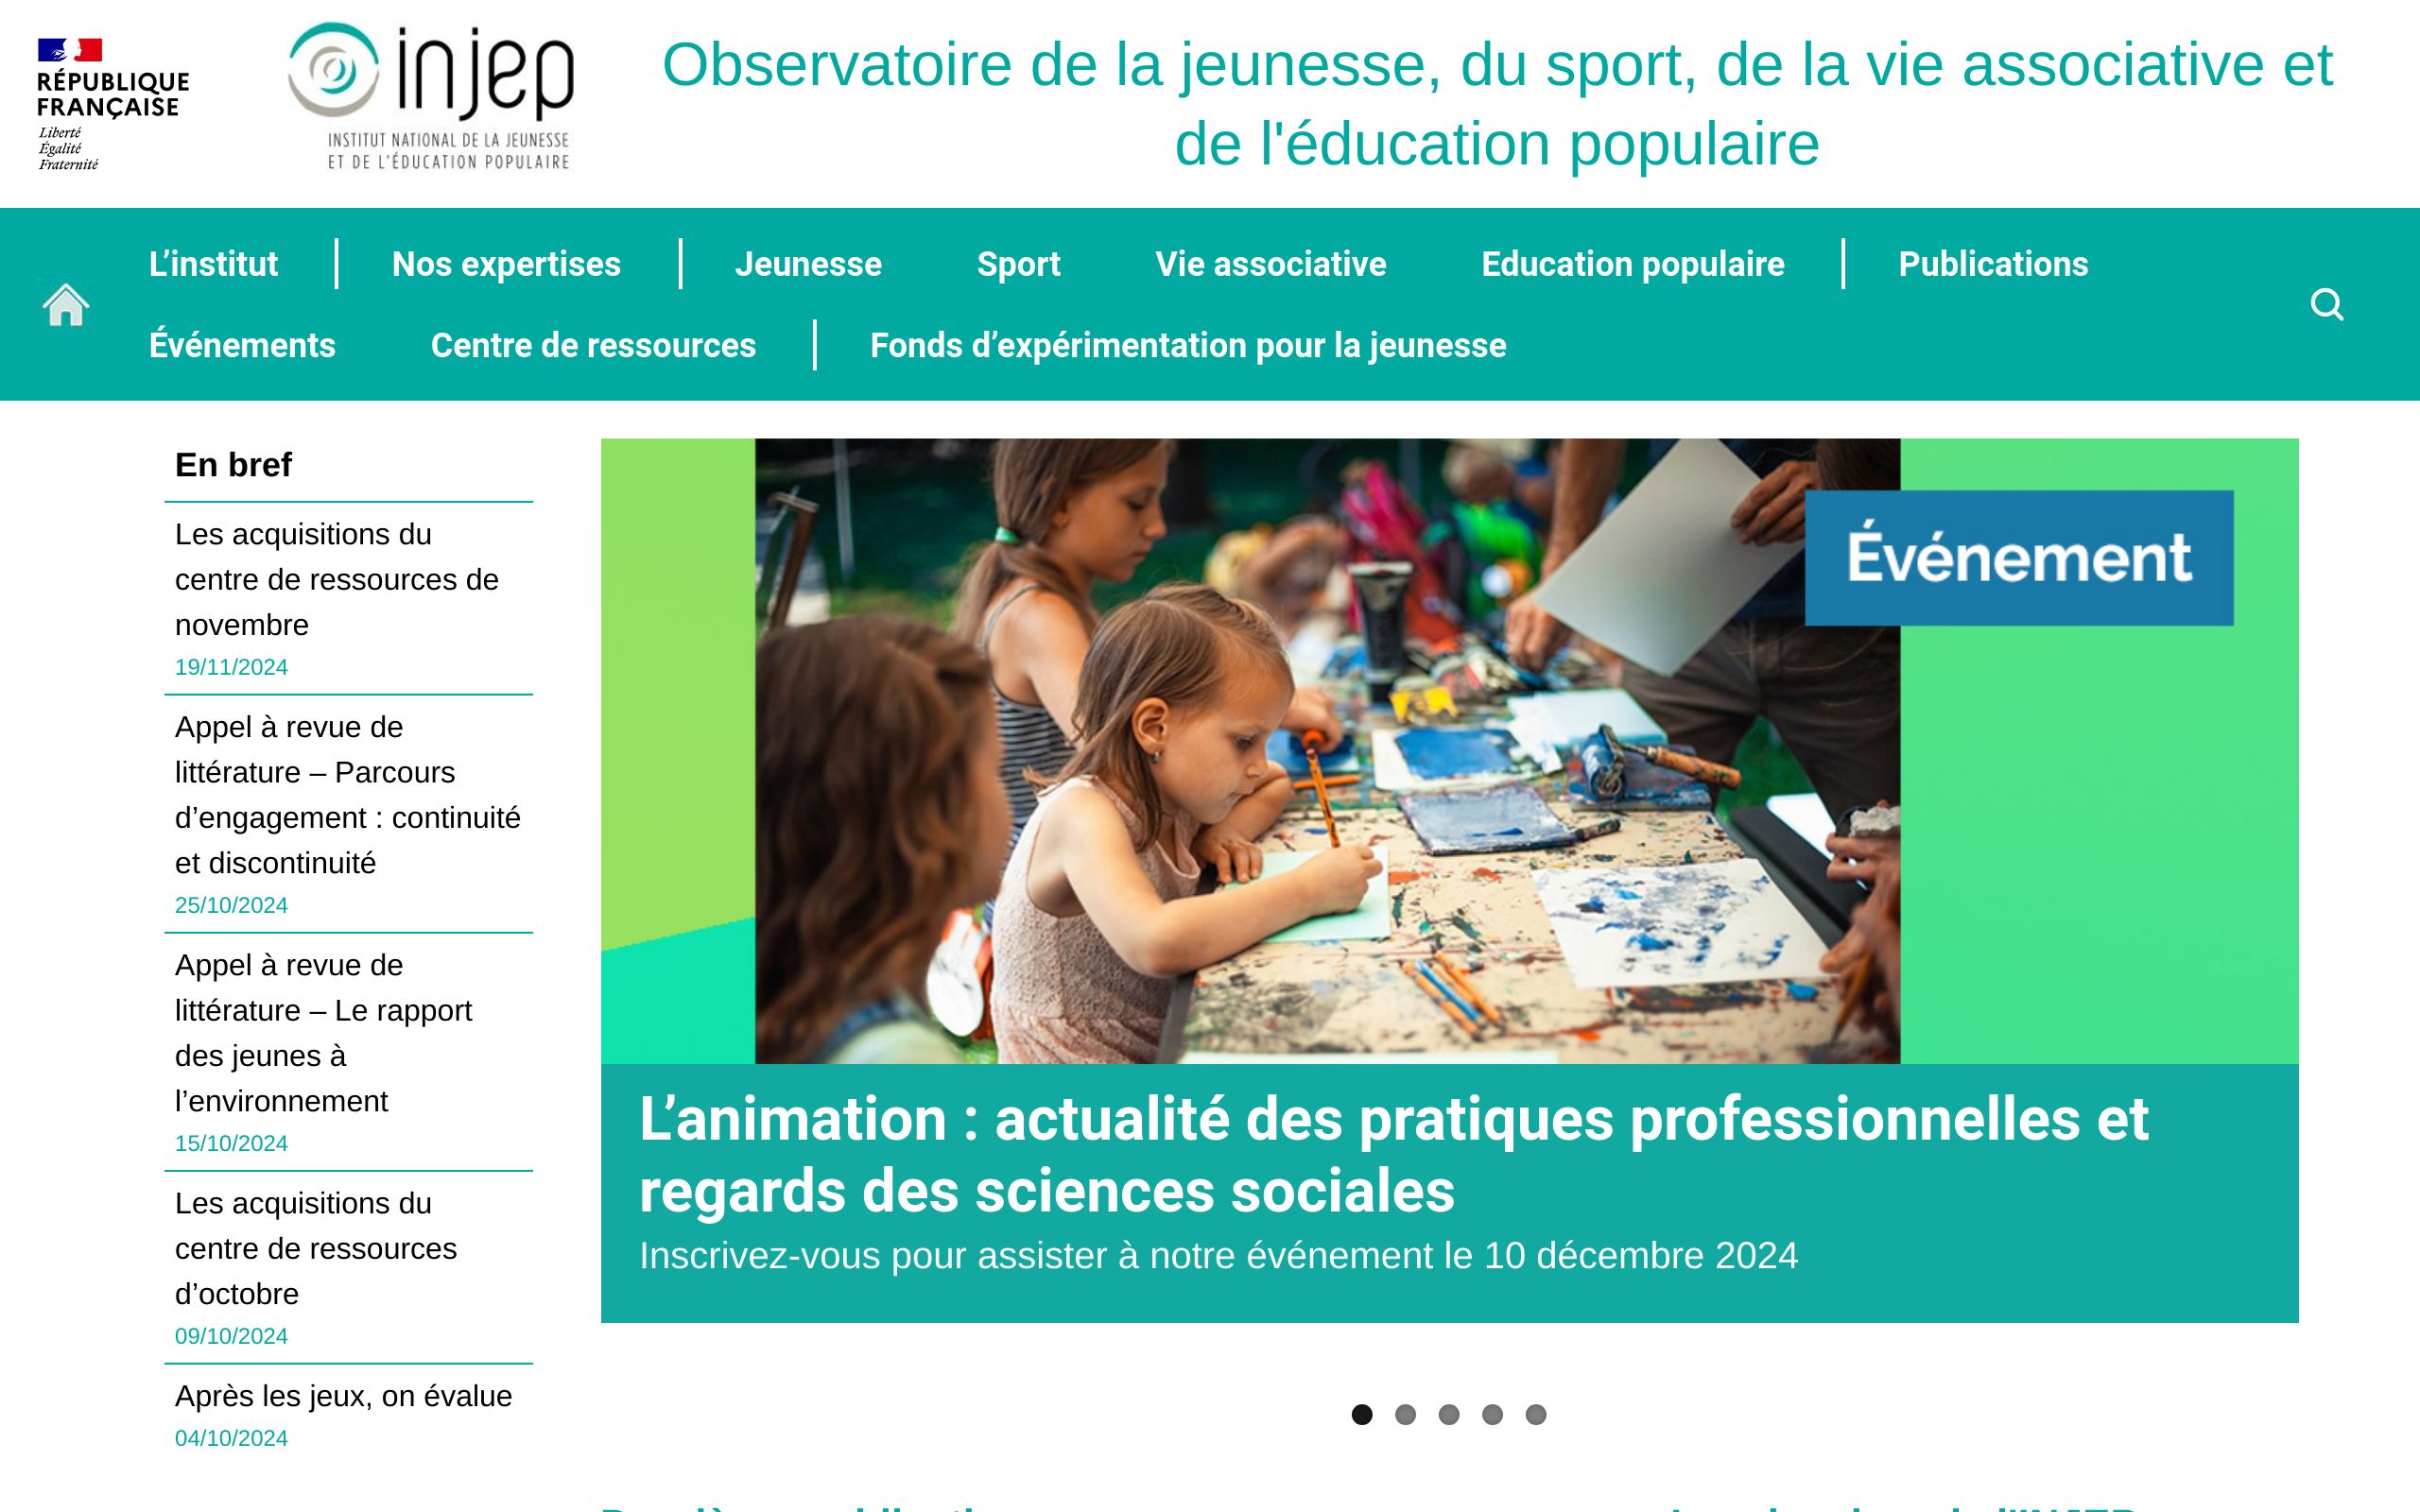 RÉPUBLIQUE
FRANÇAISE
Liberté
Égalité
Fraternité
injep
INSTITUT NATIONAL DE LA JEUNESSE
ET DE L'ÉDUCATION POPULAIRE
Observatoire de la jeunesse, du sport, de la vie associative et
de l'éducation populaire
L’institut
Nos expertises
Jeunesse
Sport
Vie associative
Education populaire
Publications
Événements
Centre de ressources
Fonds d’expérimentation pour la jeunesse
En bref
Les acquisitions du
centre de ressources de
novembre
19/11/2024
Appel à revue de
littérature – Parcours
d’engagement : continuité
et discontinuité
25/10/2024
Appel à revue de
littérature – Le rapport
des jeunes à
l’environnement
15/10/2024
Les acquisitions du
centre de ressources
d’octobre
09/10/2024
Après les jeux, on évalue
04/10/2024
Événement
L’animation : actualité des pratiques professionnelles et
regards des sciences sociales
Inscrivez-vous pour assister à notre événement le 10 décembre 2024